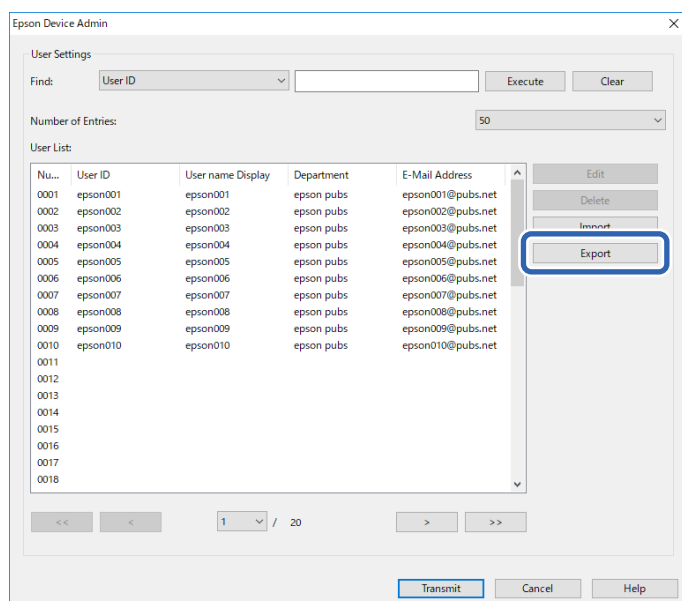 Epson Device Admin
User Settings
Find: User ID Execute Clear
Number of Entries: 50
User List:
Nu... User ID User name Display Department E-Mail Address Edit
0001 epson001 epson001 epson pubs epson001@pubs.net Delete
0002 epson002 epson002 epson pubs epson002@pubs.net
0003 epson003 epson003 epson pubs epson003@pubs.net Import
0004 epson004 epson004 epson pubs epson004@pubs.net
0005 epson005 epson005 epson pubs epson005@pubs.net Export
0006 epson006 epson006 epson pubs epson006@pubs.net
0007 epson007 epson007 epson pubs epson007@pubs.net
0008 epson008 epson008 epson pubs epson008@pubs.net
0009 epson009 epson009 epson pubs epson009@pubs.net
0010 epson010 epson010 epson pubs epson010@pubs.net
0011
0012
0013
0014
0015
0016
0017
0018
<< < 1 / 20 > >>
Transmit Cancel Help